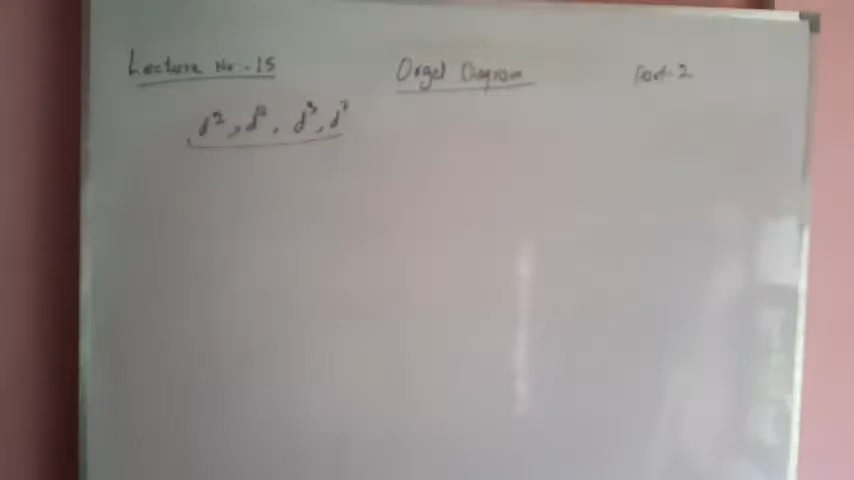 Lecture No:- 15 Orgel Diagram Part-2
d², d⁸, d³, d⁷